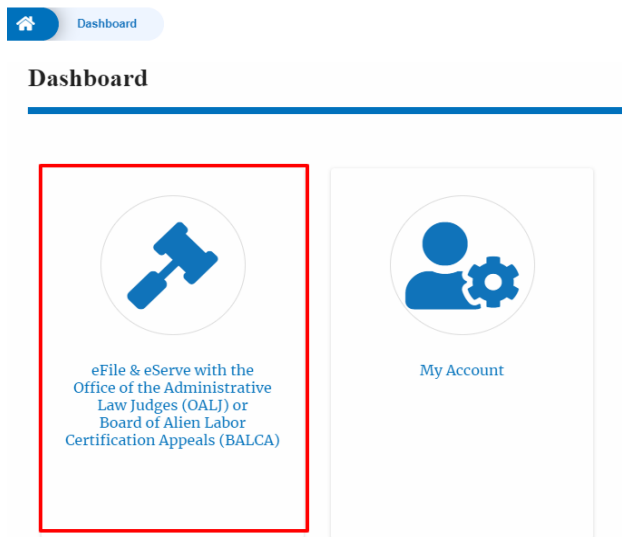 Dashboard
Dashboard
eFile & eServe with the
Office of the Administrative
Law Judges (OALJ) or
Board of Alien Labor
Certification Appeals (BALCA)
My Account